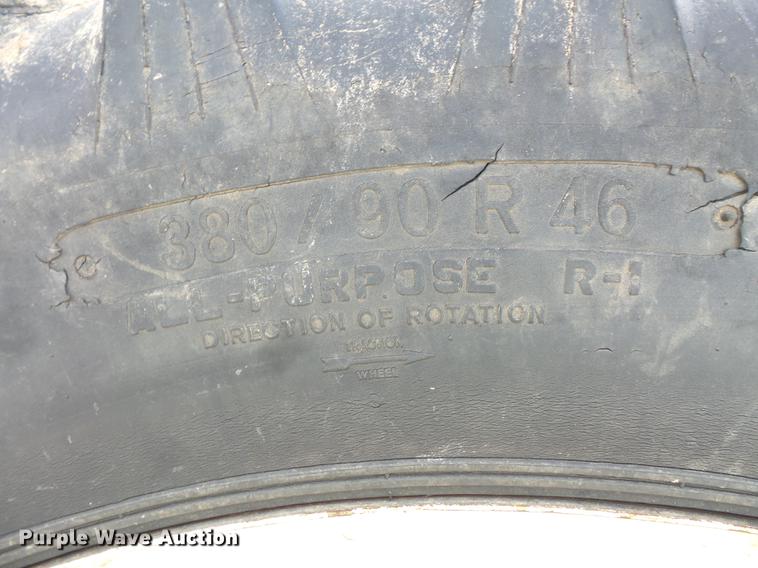 380 / 90 R 46
ALL-PURPOSE R-1
DIRECTION OF ROTATION
TRACTION
WHEEL
Purple Wave Auction